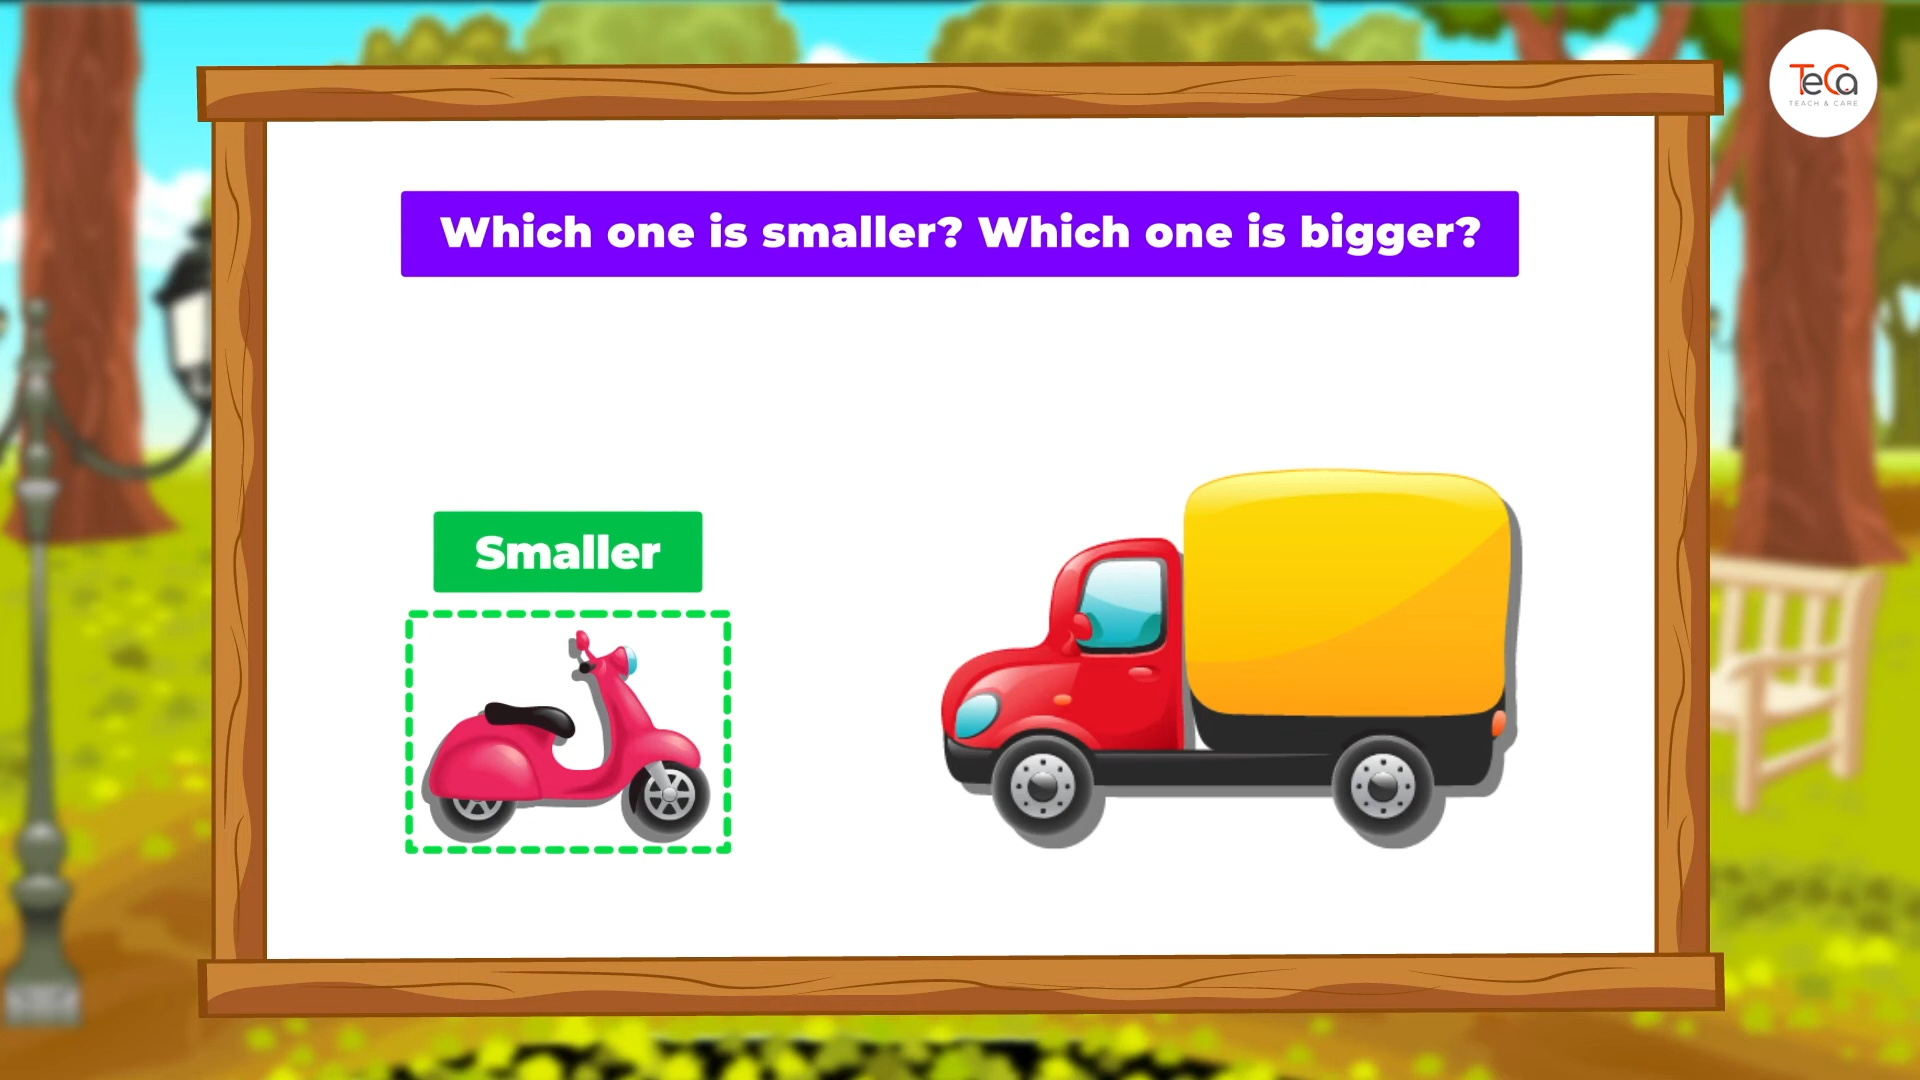 TeCa
TEACH & CARE
Which one is smaller? Which one is bigger?
Smaller